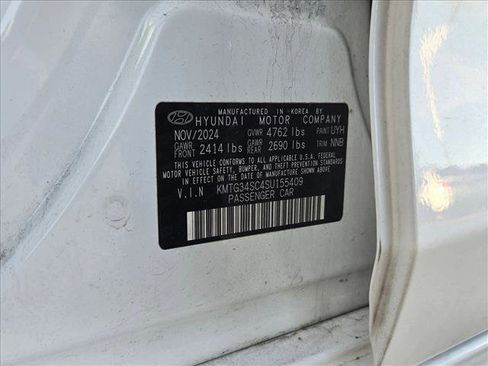 MANUFACTURED IN KOREA BY
HYUNDAI MOTOR COMPANY
NOV/2024 GVWR 4762 lbs PAINT UYH
GAWR FRONT 2414 lbs GAWR REAR 2690 lbs TRIM NNB
THIS VEHICLE CONFORMS TO ALL APPLICABLE U.S. FEDERAL
MOTOR VEHICLE SAFETY, BUMPER, AND THEFT PREVENTION STANDARDS
IN EFFECT ON THE DATE OF MANUFACTURE SHOWN ABOVE.
V.I.N KMTG34SC4SU155409
PASSENGER CAR